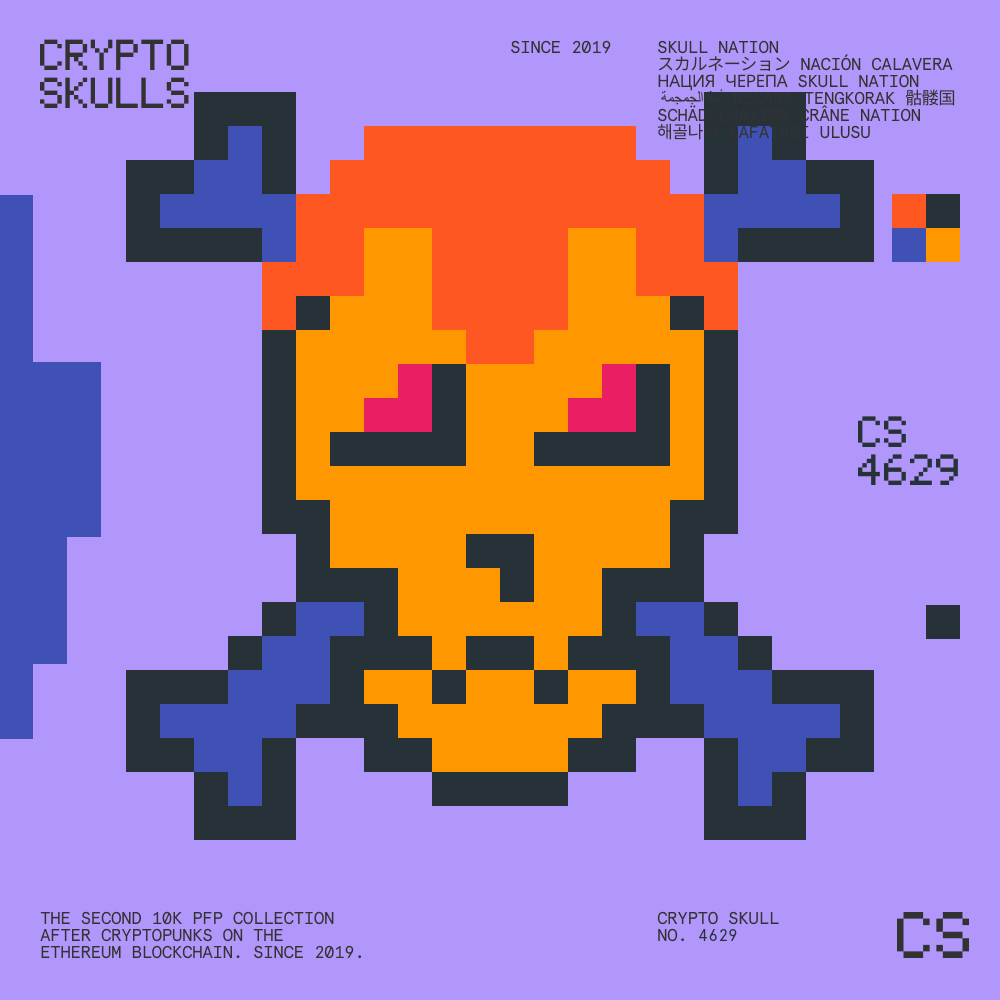 CRYPTO
SKULLS
SINCE 2019
SKULL NATION
スカルネーション NACIÓN CALAVERA
НАЦИЯ ЧЕРЕПА SKULL NATION
TENGKORAK 骷髅国
CRÂNE NATION
ULUSU
CS
4629
THE SECOND 10K PFP COLLECTION
AFTER CRYPTOPUNKS ON THE
ETHEREUM BLOCKCHAIN. SINCE 2019.
CRYPTO SKULL
NO. 4629
CS